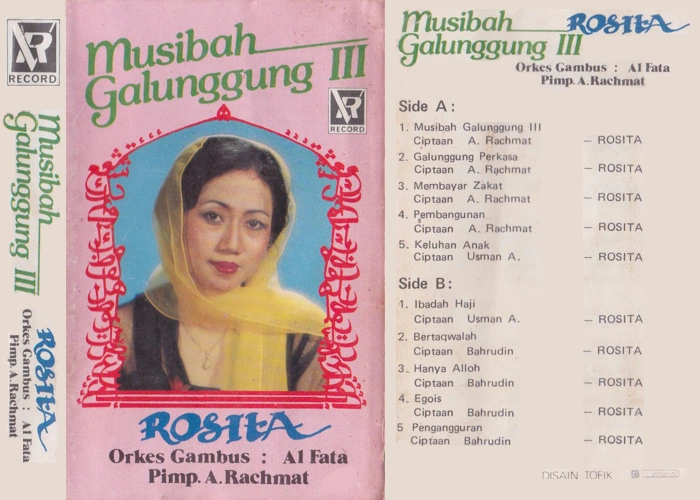 XR
RECORD
Musibah
Galunggung III
ROSITA
Orkes Gambus : Al Fata
Pimp. A. Rachmat
Musibah
Galunggung III
XR
RECORD
ROSITA
Orkes Gambus : A1 Fata
Pimp. A. Rachmat
Musibah
Galunggung III
ROSITA
Orkes Gambus : A1 Fata
Pimp. A. Rachmat
Side A :
1. Musibah Galunggung III
Ciptaan A. Rachmat — ROSITA
2. Galunggung Perkasa
Ciptaan A. Rachmat — ROSITA
3. Membayar Zakat
Ciptaan A. Rachmat — ROSITA
4. Pembangunan
Ciptaan A. Rachmat — ROSITA
5. Keluhan Anak
Ciptaan Usman A. — ROSITA
Side B :
1. Ibadah Haji
Ciptaan Usman A. — ROSITA
2. Bertaqwalah
Ciptaan Bahrudin — ROSITA
3. Hanya Alloh
Ciptaan Bahrudin — ROSITA
4. Egois
Ciptaan Bahrudin — ROSITA
5 Pengangguran
Ciptaan Bahrudin — ROSITA
DISAIN TOFIK